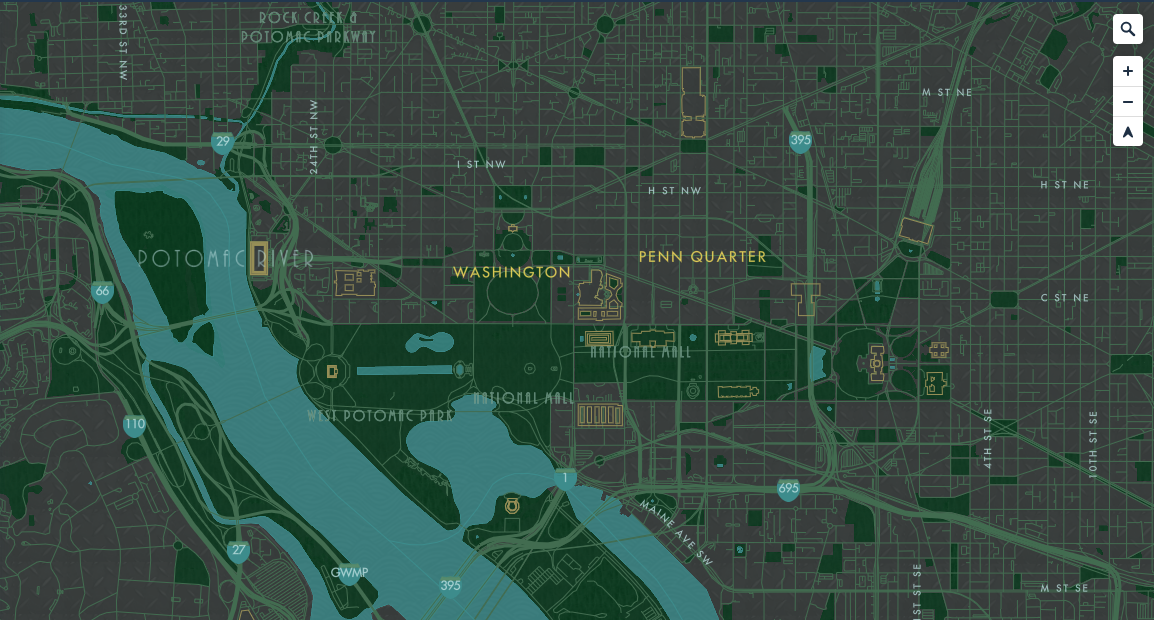 33RD ST NW
ROCK CREEK &
POTOMAC PARKWAY
M ST NE
24TH ST NW
29
395
I ST NW
H ST NW
H ST NE
POTOMAC RIVER
WASHINGTON
PENN QUARTER
66
C ST NE
NATIONAL MALL
NATIONAL MALL
WEST POTOMAC PARK
110
4TH ST SE
10TH ST SE
1
695
MAINE AVE SW
27
GWMP
395
1ST ST SE
M ST SE